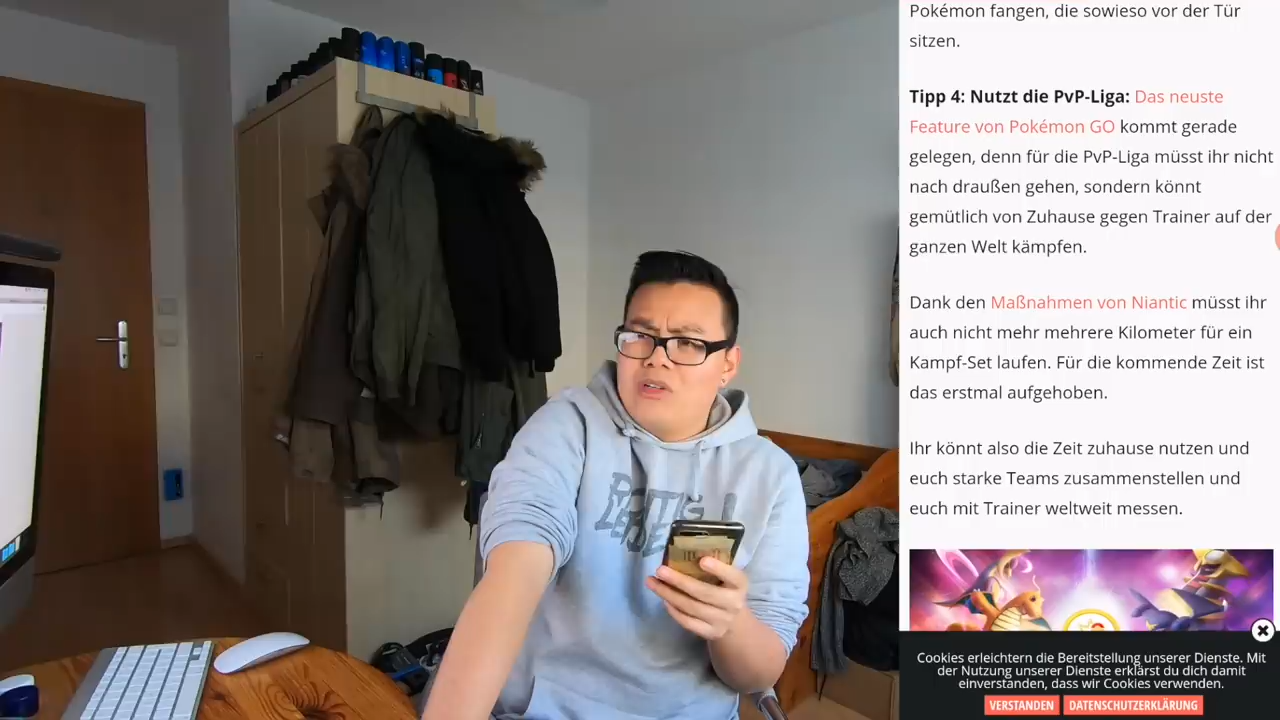 Pokémon fangen, die sowieso vor der Tür
sitzen.
Tipp 4: Nutzt die PvP-Liga: Das neuste
Feature von Pokémon GO kommt gerade
gelegen, denn für die PvP-Liga müsst ihr nicht
nach draußen gehen, sondern könnt
gemütlich von Zuhause gegen Trainer auf der
ganzen Welt kämpfen.
Dank den Maßnahmen von Niantic müsst ihr
auch nicht mehr mehrere Kilometer für ein
Kampf-Set laufen. Für die kommende Zeit ist
das erstmal aufgehoben.
Ihr könnt also die Zeit zuhause nutzen und
euch starke Teams zusammenstellen und
euch mit Trainer weltweit messen.
Cookies erleichtern die Bereitstellung unserer Dienste. Mit
der Nutzung unserer Dienste erklärst du dich damit
einverstanden, dass wir Cookies verwenden.
VERSTANDEN DATENSCHUTZERKLÄRUNG